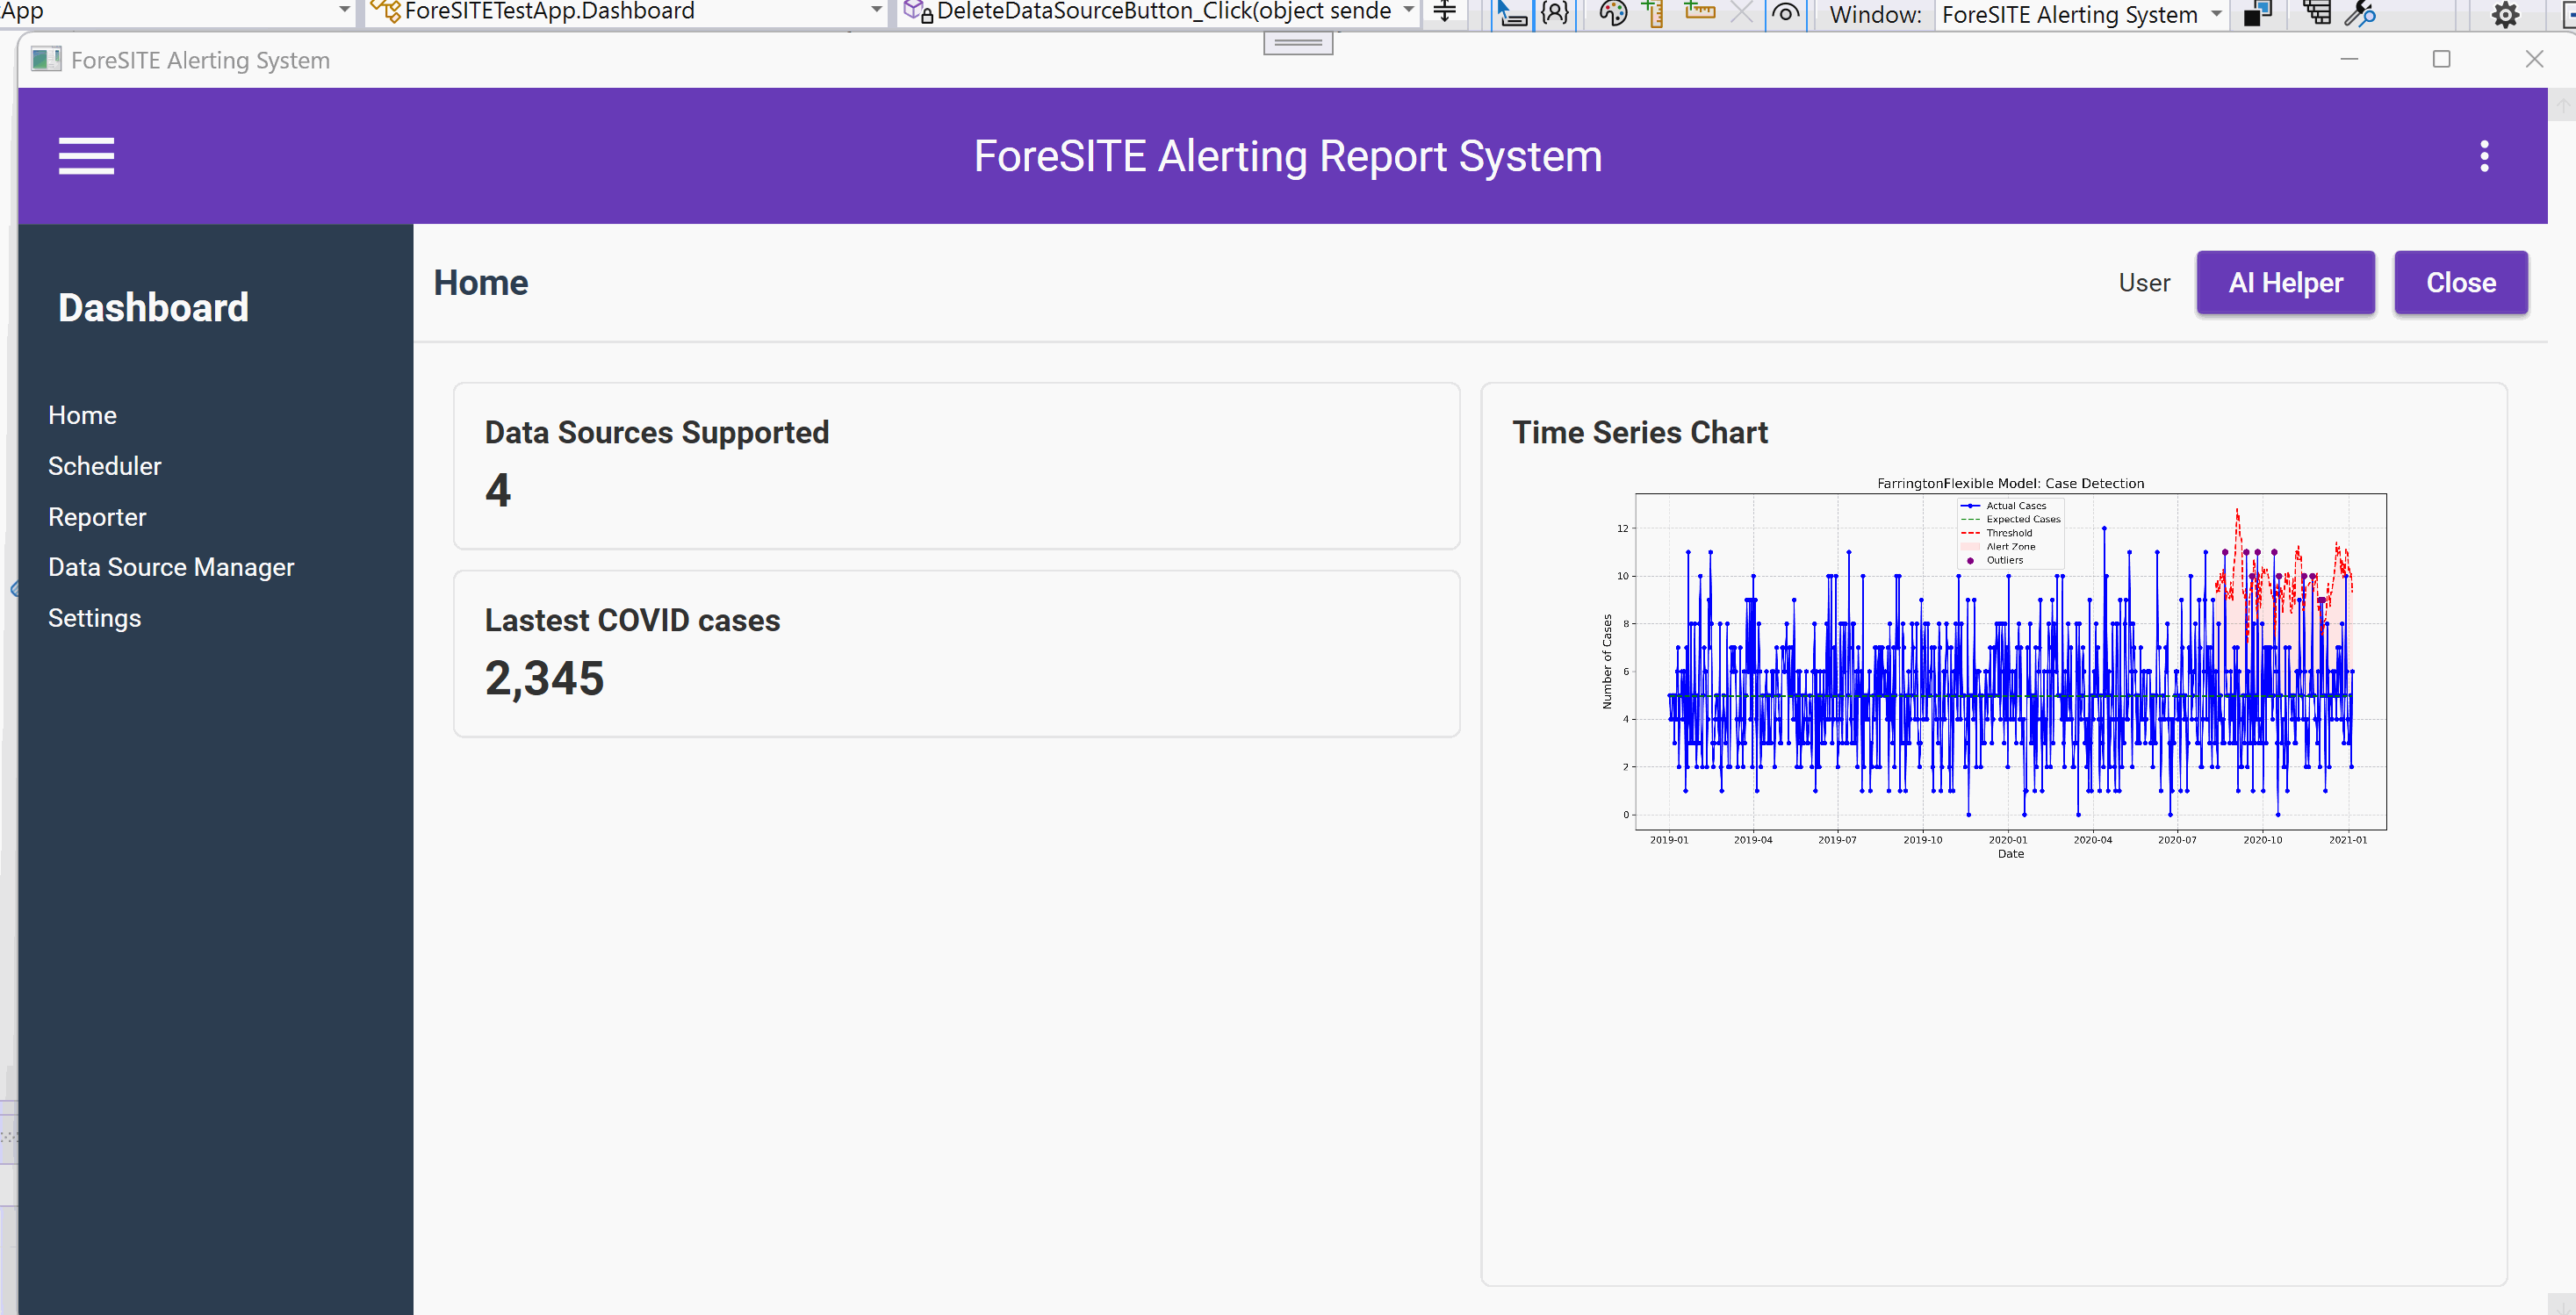 App
ForeSITETestApp.Dashboard
DeleteDataSourceButton_Click(object sende
Window:
ForeSITE Alerting System
ForeSITE Alerting System
ForeSITE Alerting Report System
Dashboard
Home
Scheduler
Reporter
Data Source Manager
Settings
Home
User
AI Helper
Close
Data Sources Supported
4
Lastest COVID cases
2,345
Time Series Chart
FarringtonFlexible Model: Case Detection
Actual Cases
Expected Cases
Threshold
Alert Zone
Outliers
Number of Cases
12
10
8
6
4
2
0
2019-01
2019-04
2019-07
2019-10
2020-01
2020-04
2020-07
2020-10
2021-01
Date